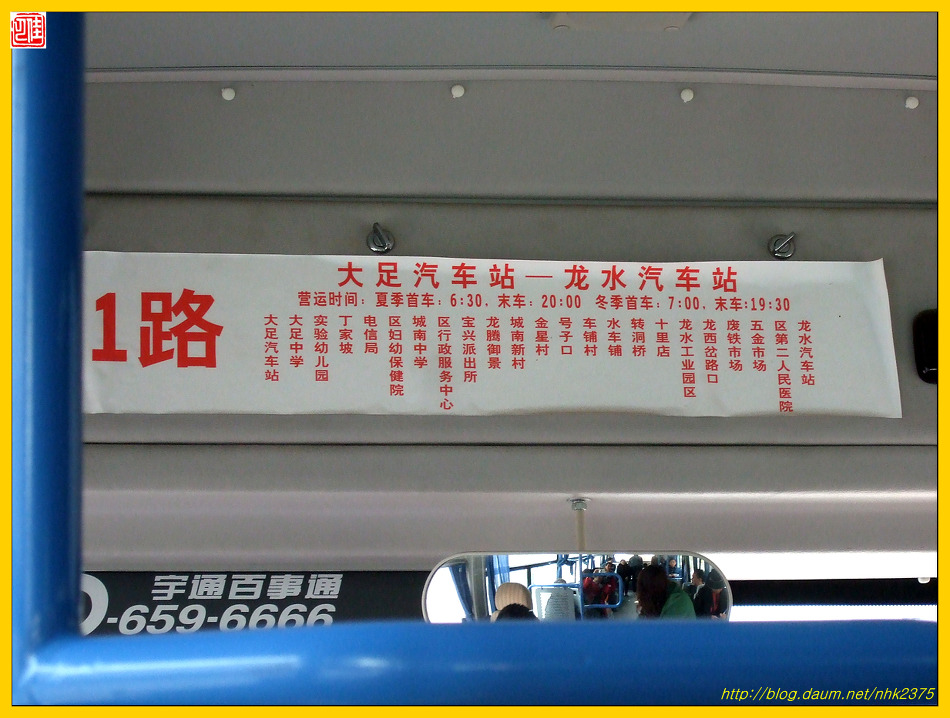 1路
大足汽车站—龙水汽车站
营运时间：夏季首车：6:30，末车：20:00 冬季首车：7:00，末车:19:30
大足汽车站
大足中学
实验幼儿园
丁家坡
电信局
区妇幼保健院
城南中学
区行政服务中心
宝兴派出所
龙腾御景
城南新村
金星村
号子口
车铺村
水车铺
转洞桥
十里店
龙水工业园区
龙西岔路口
废铁市场
五金市场
区第二人民医院
龙水汽车站
宇通百事通
0-659-6666
http://blog.daum.net/nhk2375